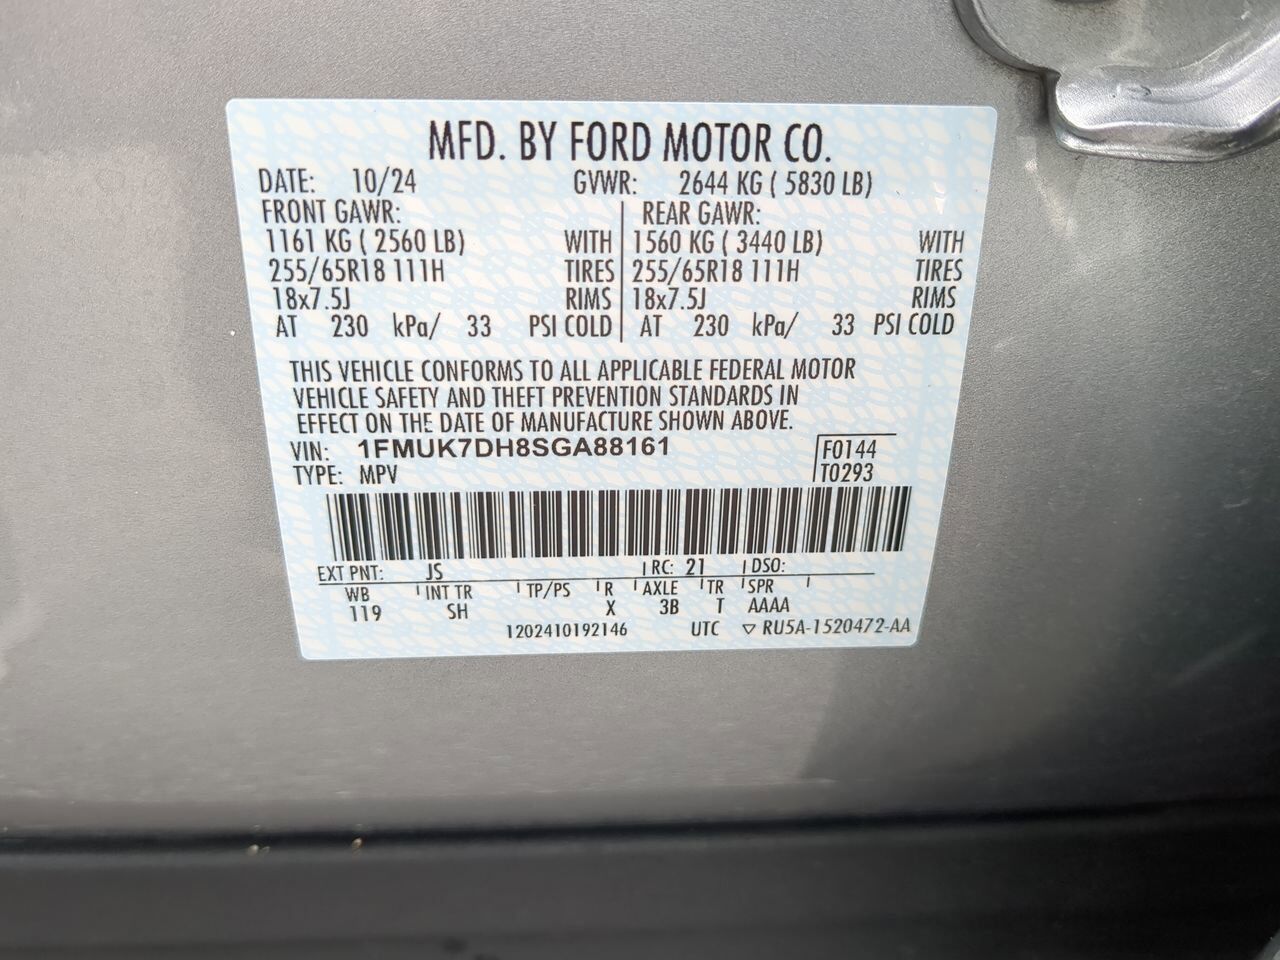 MFD. BY FORD MOTOR CO.
DATE: 10/24 GVWR: 2644 KG ( 5830 LB)
FRONT GAWR: REAR GAWR:
1161 KG ( 2560 LB) WITH 1560 KG ( 3440 LB) WITH
255/65R18 111H TIRES 255/65R18 111H TIRES
18x7.5J RIMS 18x7.5J RIMS
AT 230 kPa/ 33 PSI COLD AT 230 kPa/ 33 PSI COLD
THIS VEHICLE CONFORMS TO ALL APPLICABLE FEDERAL MOTOR
VEHICLE SAFETY AND THEFT PREVENTION STANDARDS IN
EFFECT ON THE DATE OF MANUFACTURE SHOWN ABOVE.
VIN: 1FMUK7DH8SGA88161 F0144
TYPE: MPV T0293
EXT PNT: JS RC: 21 DSO:
WB INT TR TP/PS R AXLE TR SPR
119 SH X 3B T AAAA
1202410192146 UTC ▽ RU5A-1520472-AA